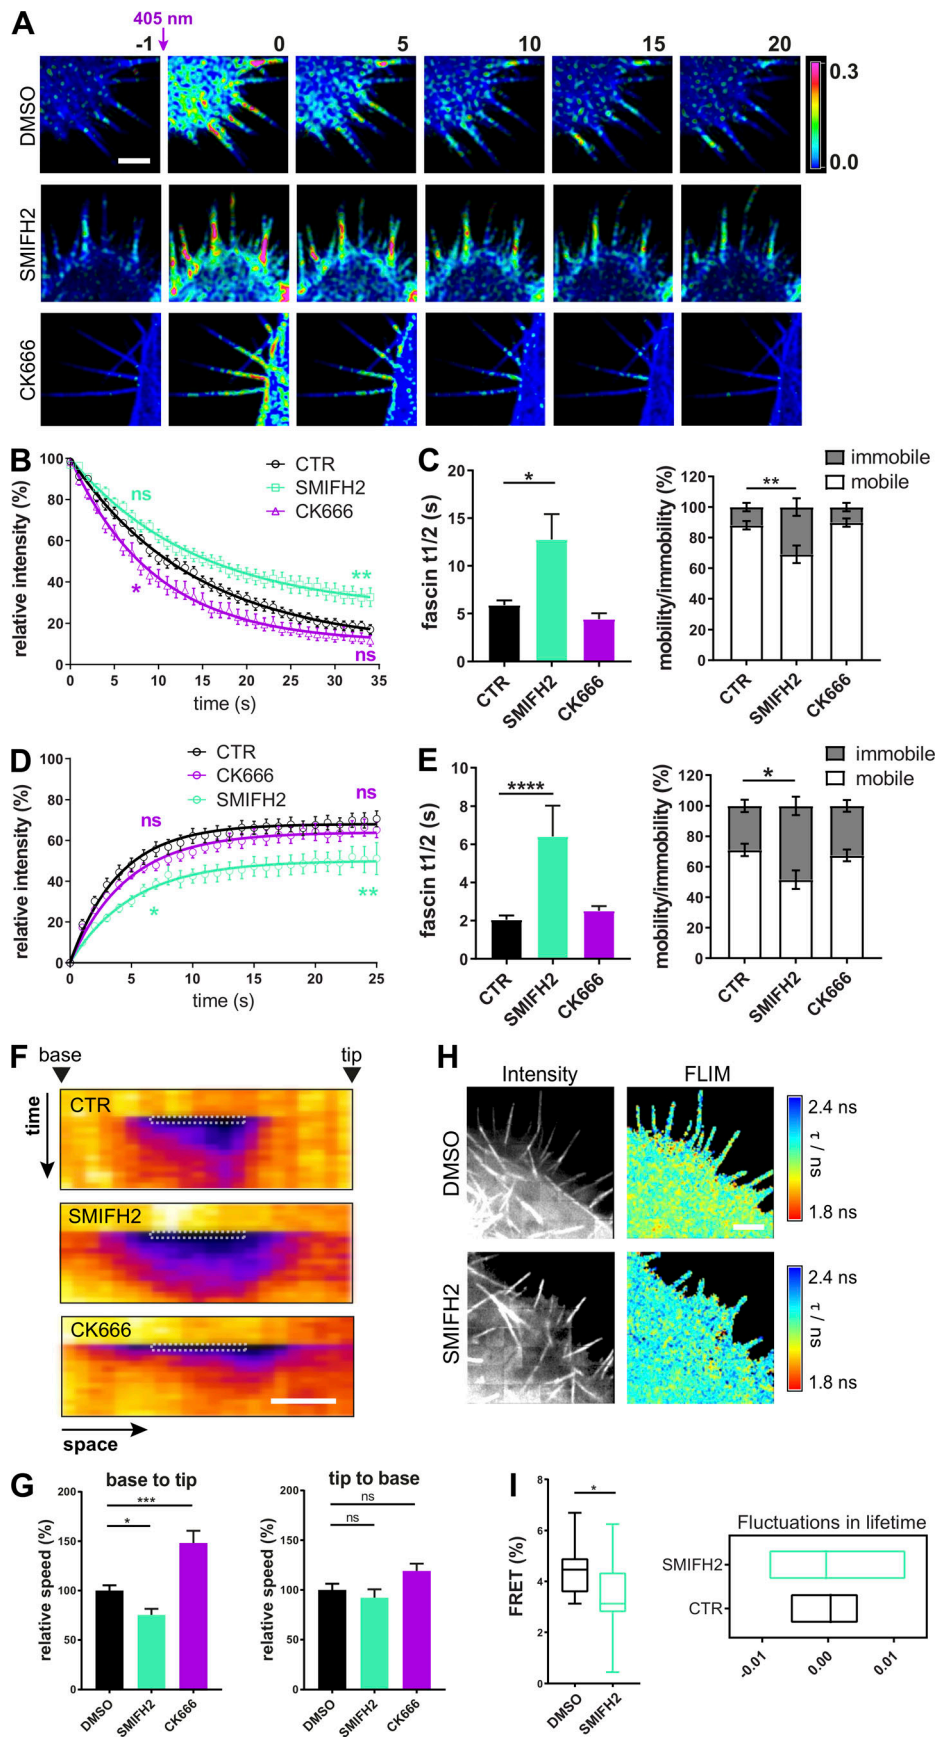 405 nm
A
-1 0 5 10 15 20
DMSO
0.3
0.0
SMIFH2
CK666
B
CTR
SMIFH2
CK666
ns
**
*
ns
relative intensity (%)
100
80
60
40
20
0
0 5 10 15 20 25 30 35
time (s)
C
fascin t1/2 (s)
20
15
10
5
0
*
CTR
SMIFH2
CK666
immobile
mobile
mobility/immobility (%)
120
100
80
60
40
20
0
**
CTR
SMIFH2
CK666
D
CTR
CK666
SMIFH2
ns
ns
*
**
relative intensity (%)
100
80
60
40
20
0
0 5 10 15 20 25
time (s)
E
fascin t1/2 (s)
10
8
6
4
2
0
****
CTR
SMIFH2
CK666
immobile
mobile
mobility/immobility (%)
120
100
80
60
40
20
0
*
CTR
SMIFH2
CK666
F
base tip
time
CTR
SMIFH2
CK666
space
H
Intensity FLIM
DMSO
2.4 ns
τ / ns
1.8 ns
SMIFH2
2.4 ns
τ / ns
1.8 ns
G
base to tip
relative speed (%)
200
150
100
50
0
***
*
DMSO
SMIFH2
CK666
tip to base
relative speed (%)
200
150
100
50
0
ns
ns
DMSO
SMIFH2
CK666
I
FRET (%)
8
6
4
2
0
*
DMSO
SMIFH2
Fluctuations in lifetime
SMIFH2
CTR
-0.01
0.00
0.01